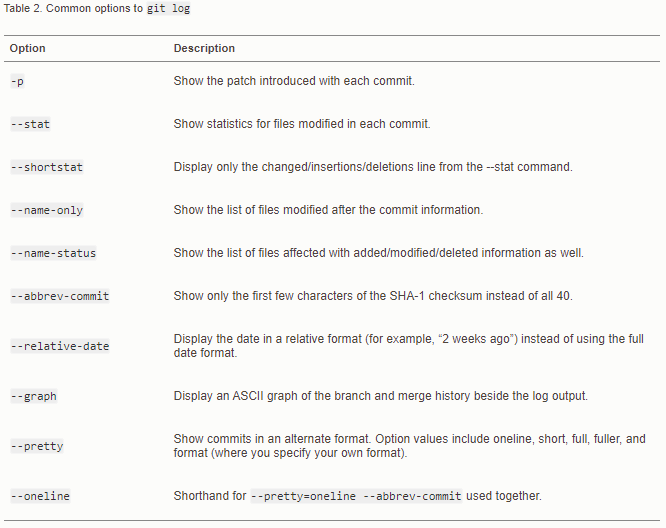 Table 2. Common options to git log
Option Description
-p Show the patch introduced with each commit.
--stat Show statistics for files modified in each commit.
--shortstat Display only the changed/insertions/deletions line from the --stat command.
--name-only Show the list of files modified after the commit information.
--name-status Show the list of files affected with added/modified/deleted information as well.
--abbrev-commit Show only the first few characters of the SHA-1 checksum instead of all 40.
--relative-date Display the date in a relative format (for example, “2 weeks ago”) instead of using the full
date format.
--graph Display an ASCII graph of the branch and merge history beside the log output.
--pretty Show commits in an alternate format. Option values include oneline, short, full, fuller, and
format (where you specify your own format).
--oneline Shorthand for --pretty=oneline --abbrev-commit used together.